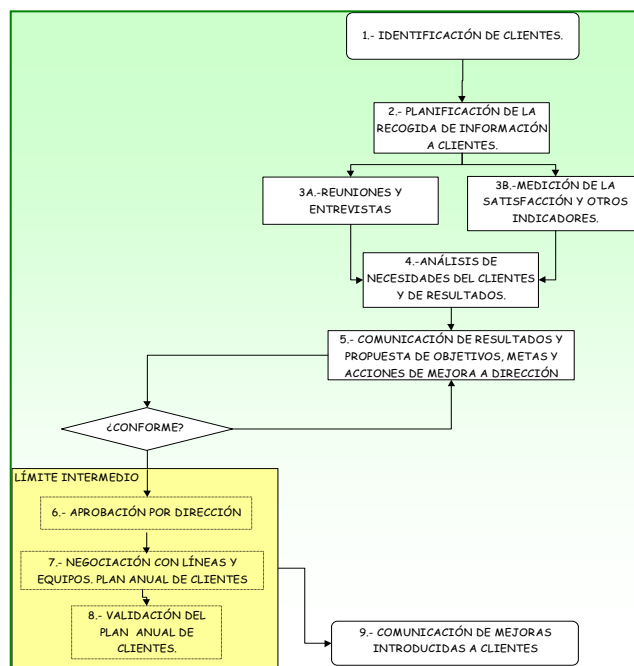 1.- IDENTIFICACIÓN DE CLIENTES.
2.- PLANIFICACIÓN DE LA
RECOGIDA DE INFORMACIÓN
A CLIENTES.
3A.-REUNIONES Y
ENTREVISTAS
3B.-MEDICIÓN DE LA
SATISFACCIÓN Y OTROS
INDICADORES.
4.-ANÁLISIS DE
NECESIDADES DEL CLIENTES
Y DE RESULTADOS.
5.- COMUNICACIÓN DE RESULTADOS Y
PROPUESTA DE OBJETIVOS, METAS Y
ACCIONES DE MEJORA A DIRECCIÓN
¿CONFORME?
LÍMITE INTERMEDIO
6.- APROBACIÓN POR DIRECCIÓN
7.- NEGOCIACIÓN CON LÍNEAS Y
EQUIPOS. PLAN ANUAL DE CLIENTES
8.- VALIDACIÓN DEL
PLAN ANUAL DE
CLIENTES.
9.- COMUNICACIÓN DE MEJORAS
INTRODUCIDAS A CLIENTES